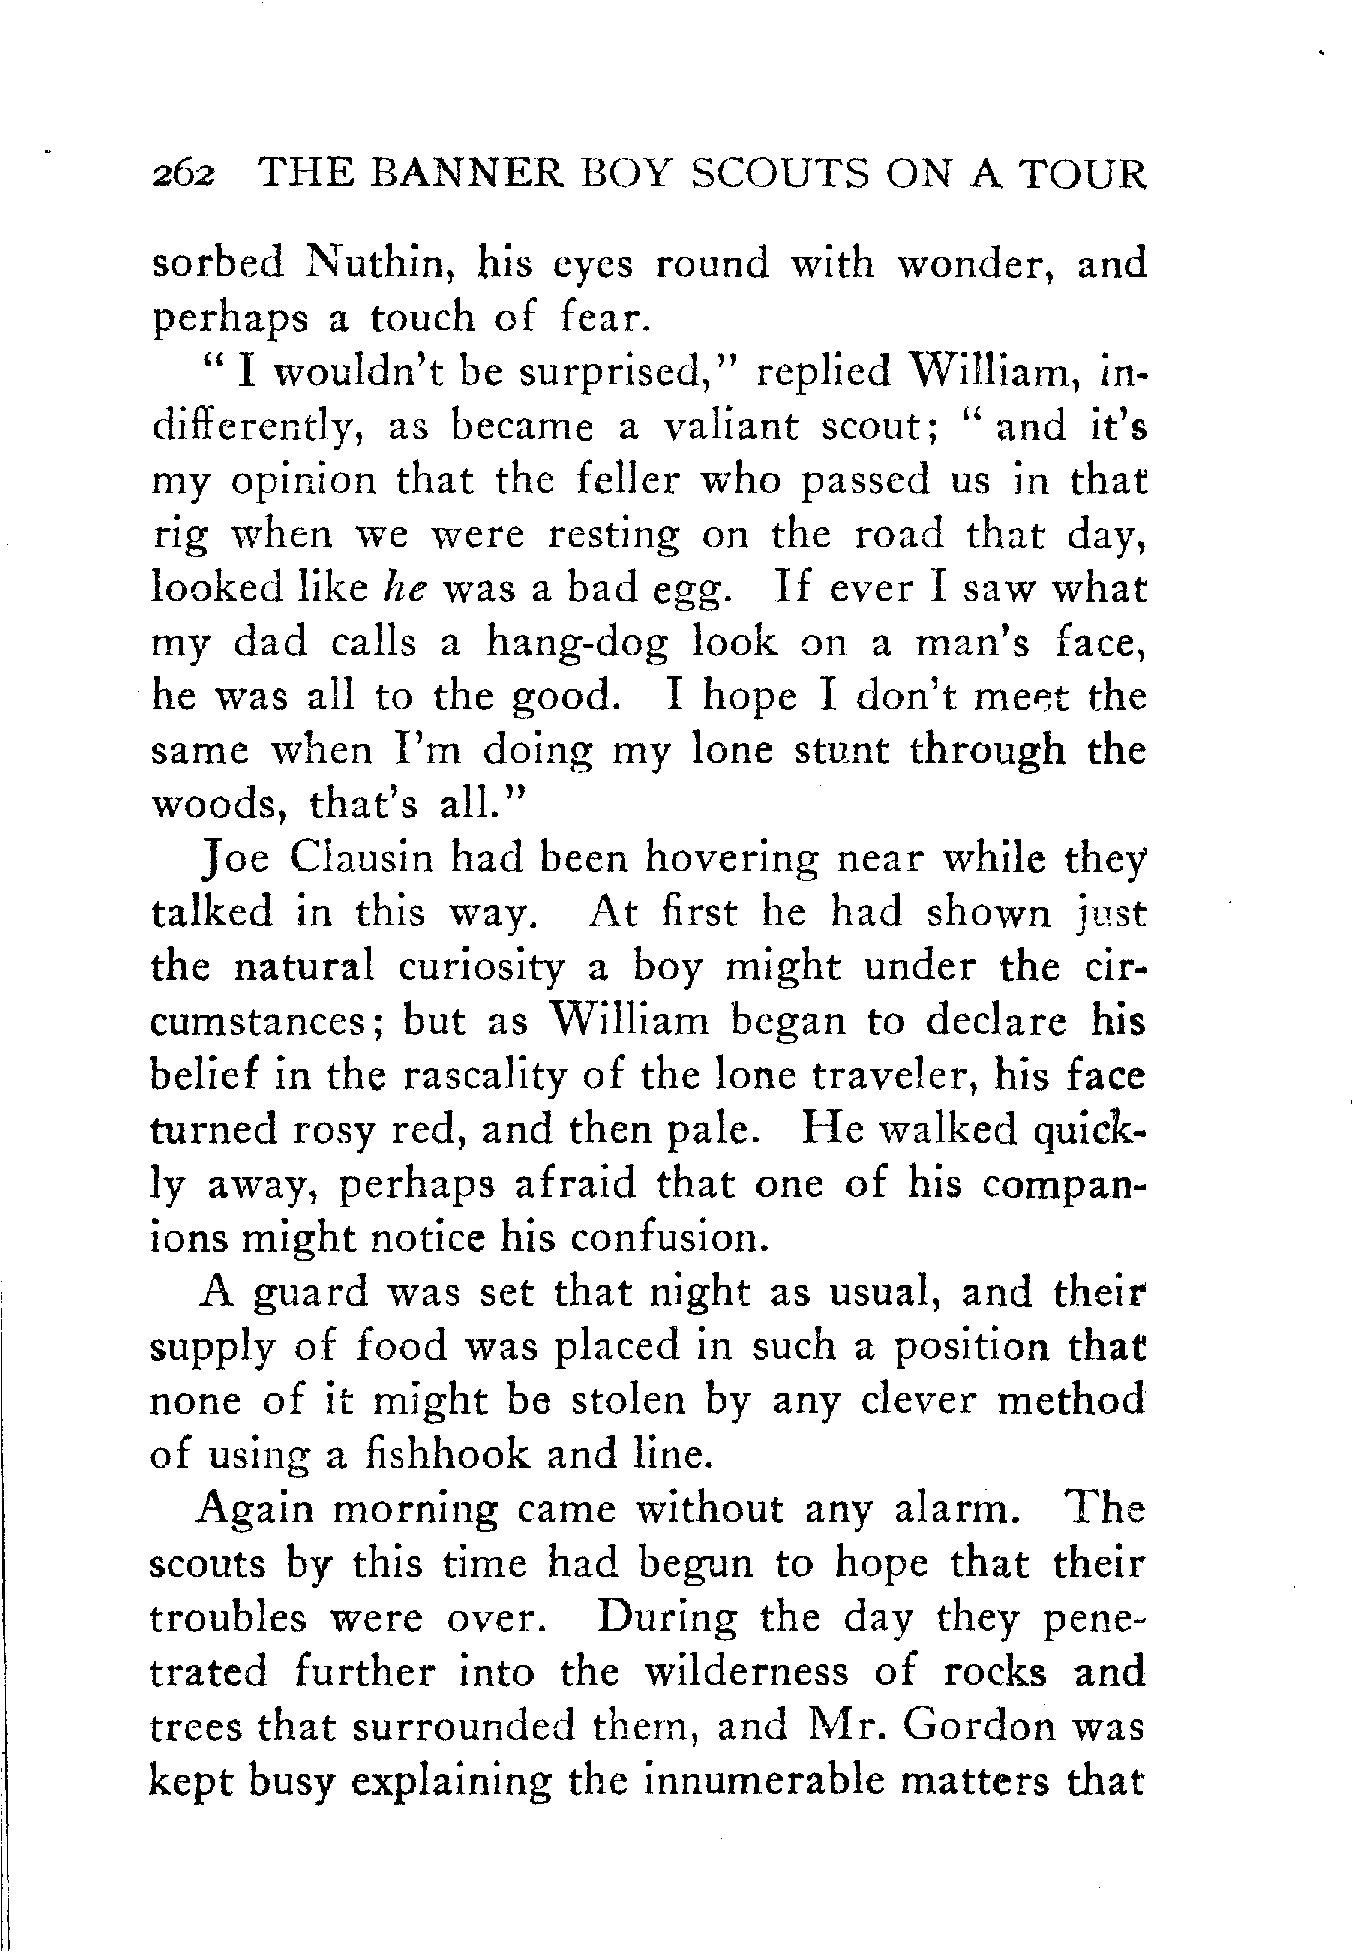 262 THE BANNER BOY SCOUTS ON A TOUR
sorbed Nuthin, his eyes round with wonder, and
perhaps a touch of fear.
" I wouldn't be surprised," replied William, in-
differently, as became a valiant scout; " and it's
my opinion that the feller who passed us in that
rig when we were resting on the road that day,
looked like he was a bad egg. If ever I saw what
my dad calls a hang-dog look on a man's face,
he was all to the good. I hope I don't meet the
same when I'm doing my lone stunt through the
woods, that's all."
Joe Clausin had been hovering near while they
talked in this way. At first he had shown just
the natural curiosity a boy might under the cir-
cumstances; but as William began to declare his
belief in the rascality of the lone traveler, his face
turned rosy red, and then pale. He walked quick-
ly away, perhaps afraid that one of his compan-
ions might notice his confusion.
A guard was set that night as usual, and their
supply of food was placed in such a position that
none of it might be stolen by any clever method
of using a fishhook and line.
Again morning came without any alarm. The
scouts by this time had begun to hope that their
troubles were over. During the day they pene-
trated further into the wilderness of rocks and
trees that surrounded them, and Mr. Gordon was
kept busy explaining the innumerable matters that